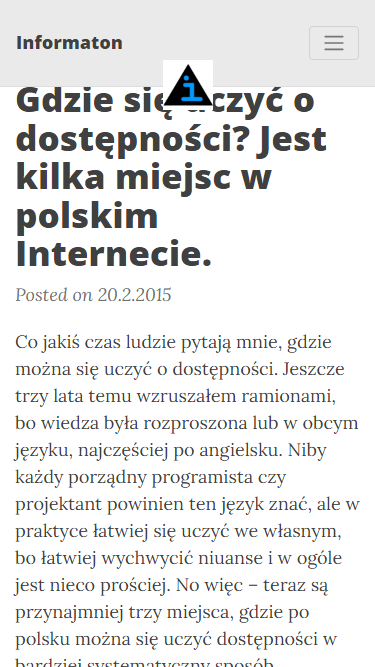 Informaton
Gdzie się uczyć o
dostępności? Jest
kilka miejsc w
polskim
Internecie.
Posted on 20.2.2015
Co jakiś czas ludzie pytają mnie, gdzie
można się uczyć o dostępności. Jeszcze
trzy lata temu wzruszałem ramionami,
bo wiedza była rozproszona lub w obcym
języku, najczęściej po angielsku. Niby
każdy porządny programista czy
projektant powinien ten język znać, ale w
praktyce łatwiej się uczyć we własnym,
bo łatwiej wychwycić niuanse i w ogóle
jest nieco prościej. No więc – teraz są
przynajmniej trzy miejsca, gdzie po
polsku można się uczyć dostępności w
bardziej systematyczny sposób.